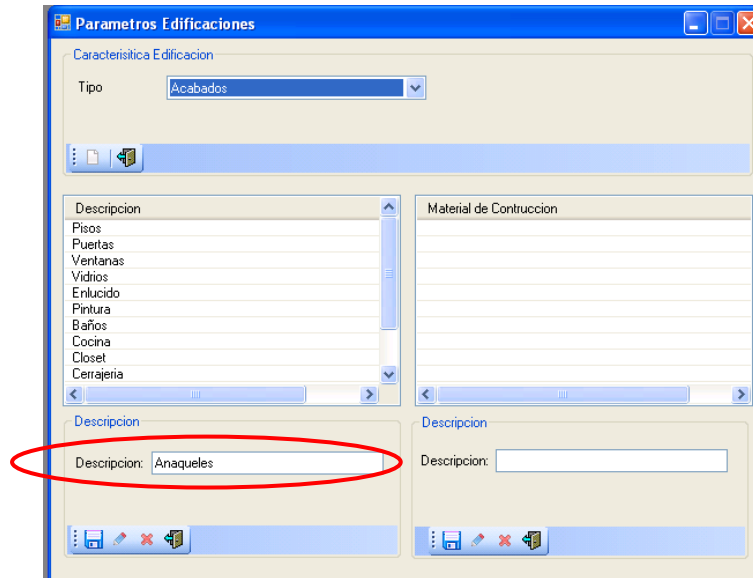 Parametros Edificaciones
Caracterisitica Edificacion
Tipo
Acabados
Descripcion
Pisos
Puertas
Ventanas
Vidrios
Enlucido
Pintura
Baños
Cocina
Closet
Cerrajeria
Material de Contruccion
Descripcion
Descripcion: Anaqueles
Descripcion
Descripcion: